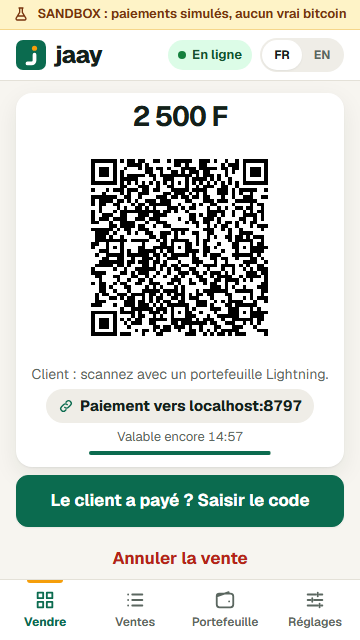 SANDBOX : paiements simulés, aucun vrai bitcoin
jaay
En ligne
FR
EN
2 500 F
Client : scannez avec un portefeuille Lightning.
Paiement vers localhost:8797
Valable encore 14:57
Le client a payé ? Saisir le code
Annuler la vente
Vendre
Ventes
Portefeuille
Réglages